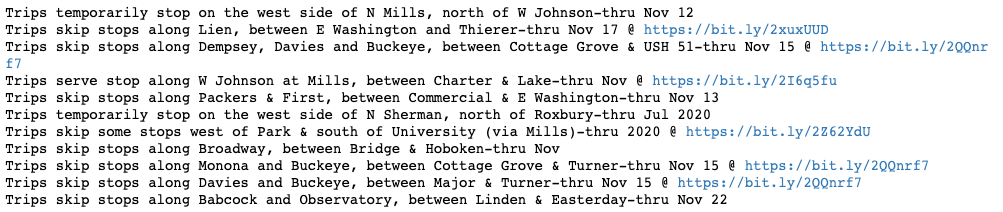 Trips temporarily stop on the west side of N Mills, north of W Johnson-thru Nov 12
Trips skip stops along Lien, between E Washington and Thierer-thru Nov 17 @ https://bit.ly/2xuxUUD
Trips skip stops along Dempsey, Davies and Buckeye, between Cottage Grove & USH 51-thru Nov 15 @ https://bit.ly/2QQnr
f7
Trips serve stop along W Johnson at Mills, between Charter & Lake-thru Nov @ https://bit.ly/2I6q5fu
Trips skip stops along Packers & First, between Commercial & E Washington-thru Nov 13
Trips temporarily stop on the west side of N Sherman, north of Roxbury-thru Jul 2020
Trips skip some stops west of Park & south of University (via Mills)-thru 2020 @ https://bit.ly/2Z62YdU
Trips skip stops along Broadway, between Bridge & Hoboken-thru Nov
Trips skip stops along Monona and Buckeye, between Cottage Grove & Turner-thru Nov 15 @ https://bit.ly/2QQnrf7
Trips skip stops along Davies and Buckeye, between Major & Turner-thru Nov 15 @ https://bit.ly/2QQnrf7
Trips skip stops along Babcock and Observatory, between Linden & Easterday-thru Nov 22